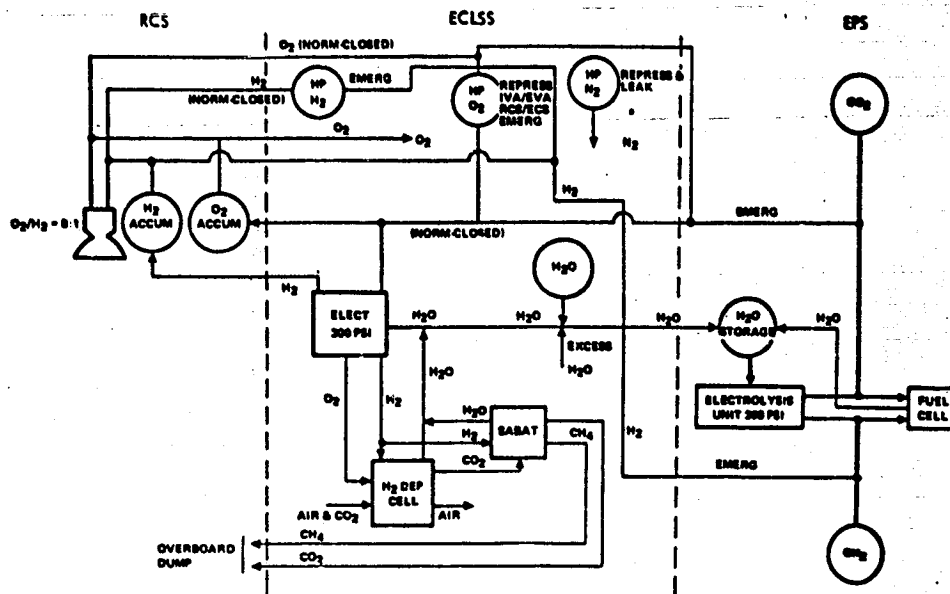 RCS
ECLSS
EPS
O2 (NORM-CLOSED)
H2
(NORM-CLOSED)
HP
H2
EMERG
HP
O2
REPRESS
IVA/EVA
RCS/ECS
EMERG
HP
N2
REPRESS &
LEAK
N2
O2
O2
H2
O2/H2 = 8:1
H2
ACCUM
O2
ACCUM
(NORM-CLOSED)
EMERG
H2
ELECT
300 PSI
H2O
H2O
H2O
EXCESS
H2O
H2O
H2O
STORAGE
H2O
O2
H2
H2O
H2O
H2
SABAT
CH4
CO2
H2 DEP
CELL
AIR & CO2
AIR
H2
ELECTROLYSIS
UNIT 300 PSI
FUEL
CELL
EMERG
OVERBOARD
DUMP
CH4
CO2
GH2